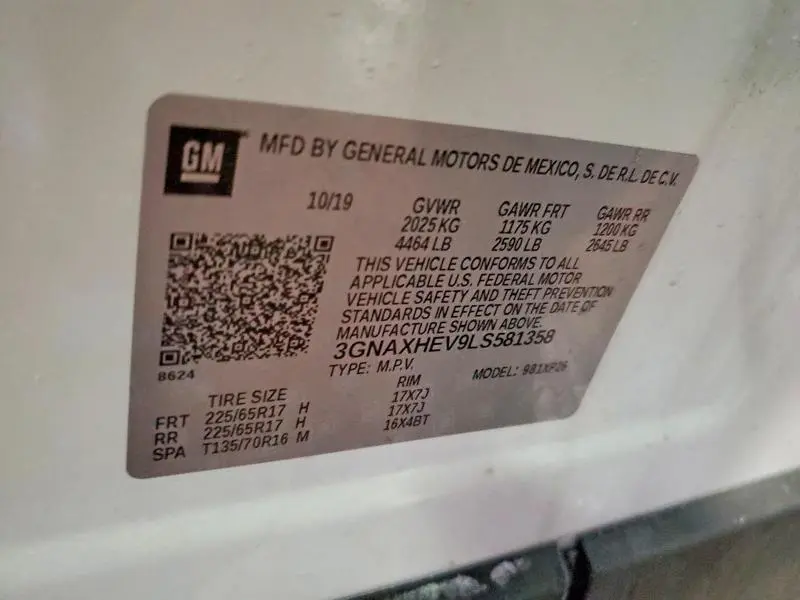 GM
MFD BY GENERAL MOTORS DE MEXICO, S. DE R.L. DE C.V.
10/19 GVWR GAWR FRT GAWR RR
2025 KG 1175 KG 1200 KG
4464 LB 2590 LB 2645 LB
THIS VEHICLE CONFORMS TO ALL
APPLICABLE U.S. FEDERAL MOTOR
VEHICLE SAFETY AND THEFT PREVENTION
STANDARDS IN EFFECT ON THE DATE OF
MANUFACTURE SHOWN ABOVE.
3GNAXHEV9LS581358
8624
TYPE: M.P.V. MODEL:
TIRE SIZE RIM
FRT 225/65R17 H 17X7J
RR 225/65R17 H 17X7J
SPA T135/70R16 M 16X4BT